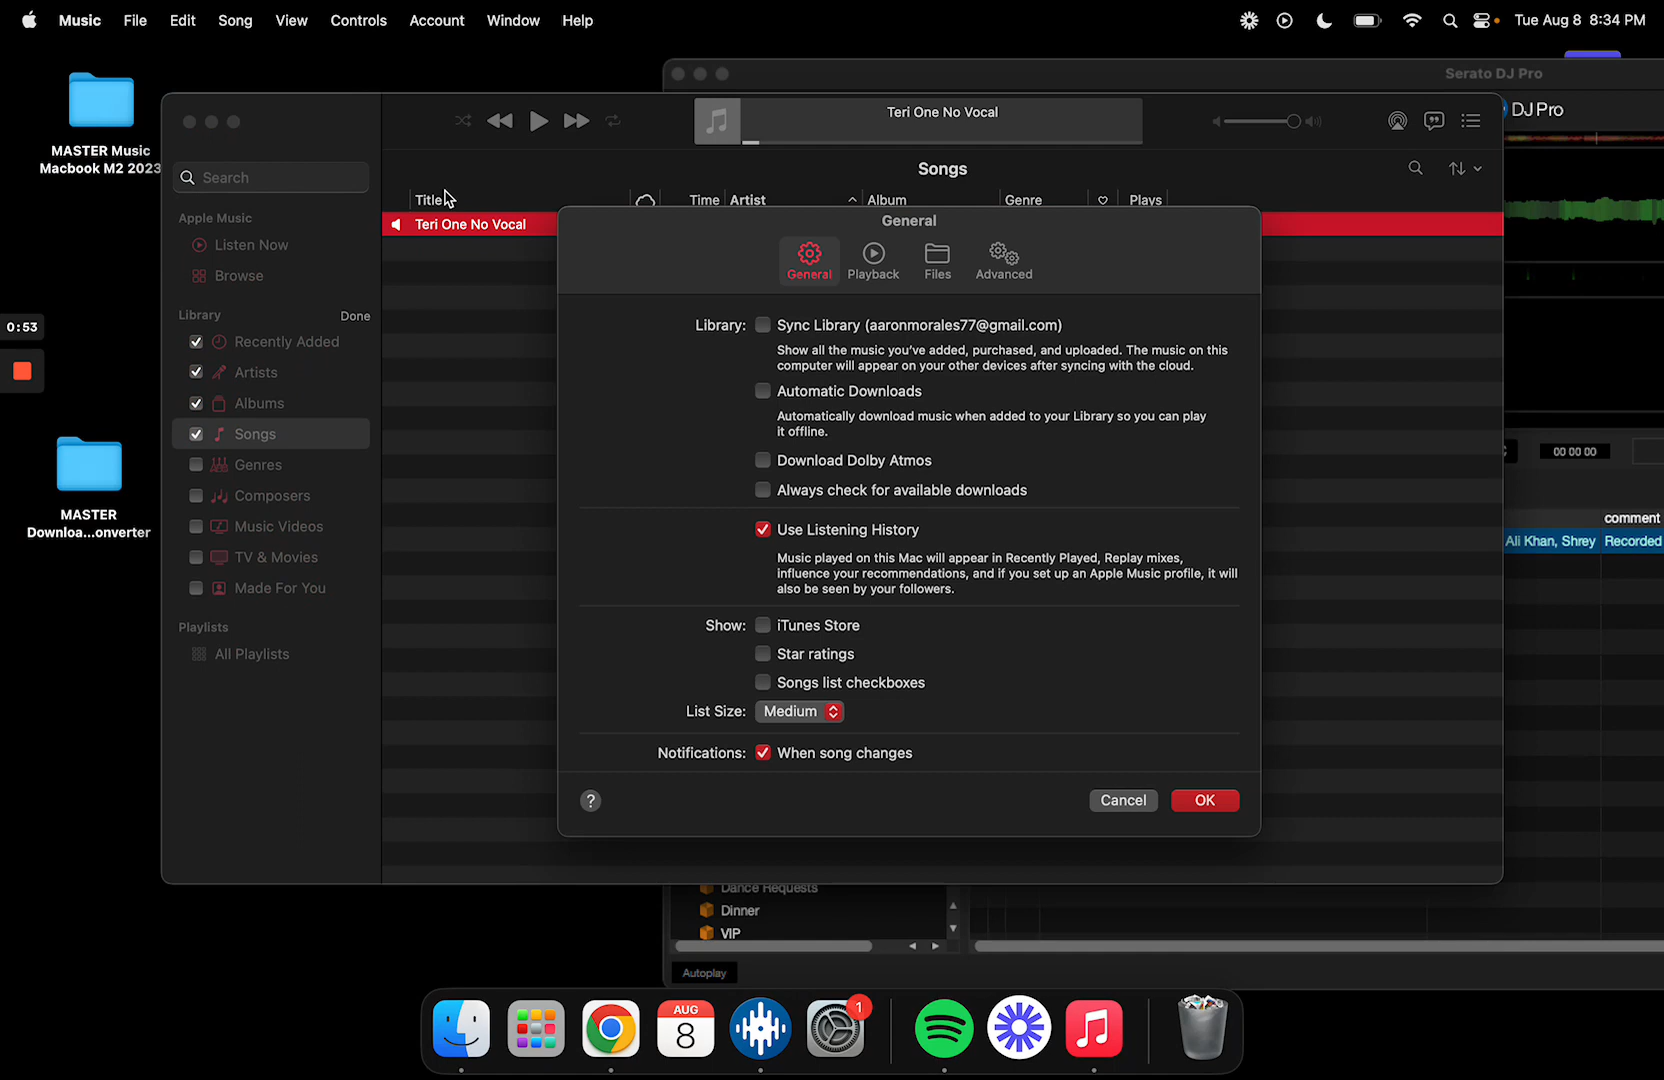 Music File Edit Song View Controls Account Window Help
Tue Aug 8 8:34 PM
Serato DJ Pro
DJ Pro
MASTER Music
Macbook M2 2023
0:53
MASTER
Downloa...onverter
Search
Apple Music
Listen Now
Browse
Library Done
Recently Added
Artists
Albums
Songs
Genres
Composers
Music Videos
TV & Movies
Made For You
Playlists
All Playlists
Teri One No Vocal
Songs
Title Time Artist Album Genre Plays
Teri One No Vocal
General
General Playback Files Advanced
Library: Sync Library (aaronmorales77@gmail.com)
Show all the music you've added, purchased, and uploaded. The music on this
computer will appear on your other devices after syncing with the cloud.
Automatic Downloads
Automatically download music when added to your Library so you can play
it offline.
Download Dolby Atmos
Always check for available downloads
Use Listening History
Music played on this Mac will appear in Recently Played, Replay mixes,
influence your recommendations, and if you set up an Apple Music profile, it will
also be seen by your followers.
Show: iTunes Store
Star ratings
Songs list checkboxes
List Size: Medium
Notifications: When song changes
? Cancel OK
00 00 00
comment
Ali Khan, Shrey Recorded
Dance Requests
Dinner
VIP
Autoplay
AUG
8
1